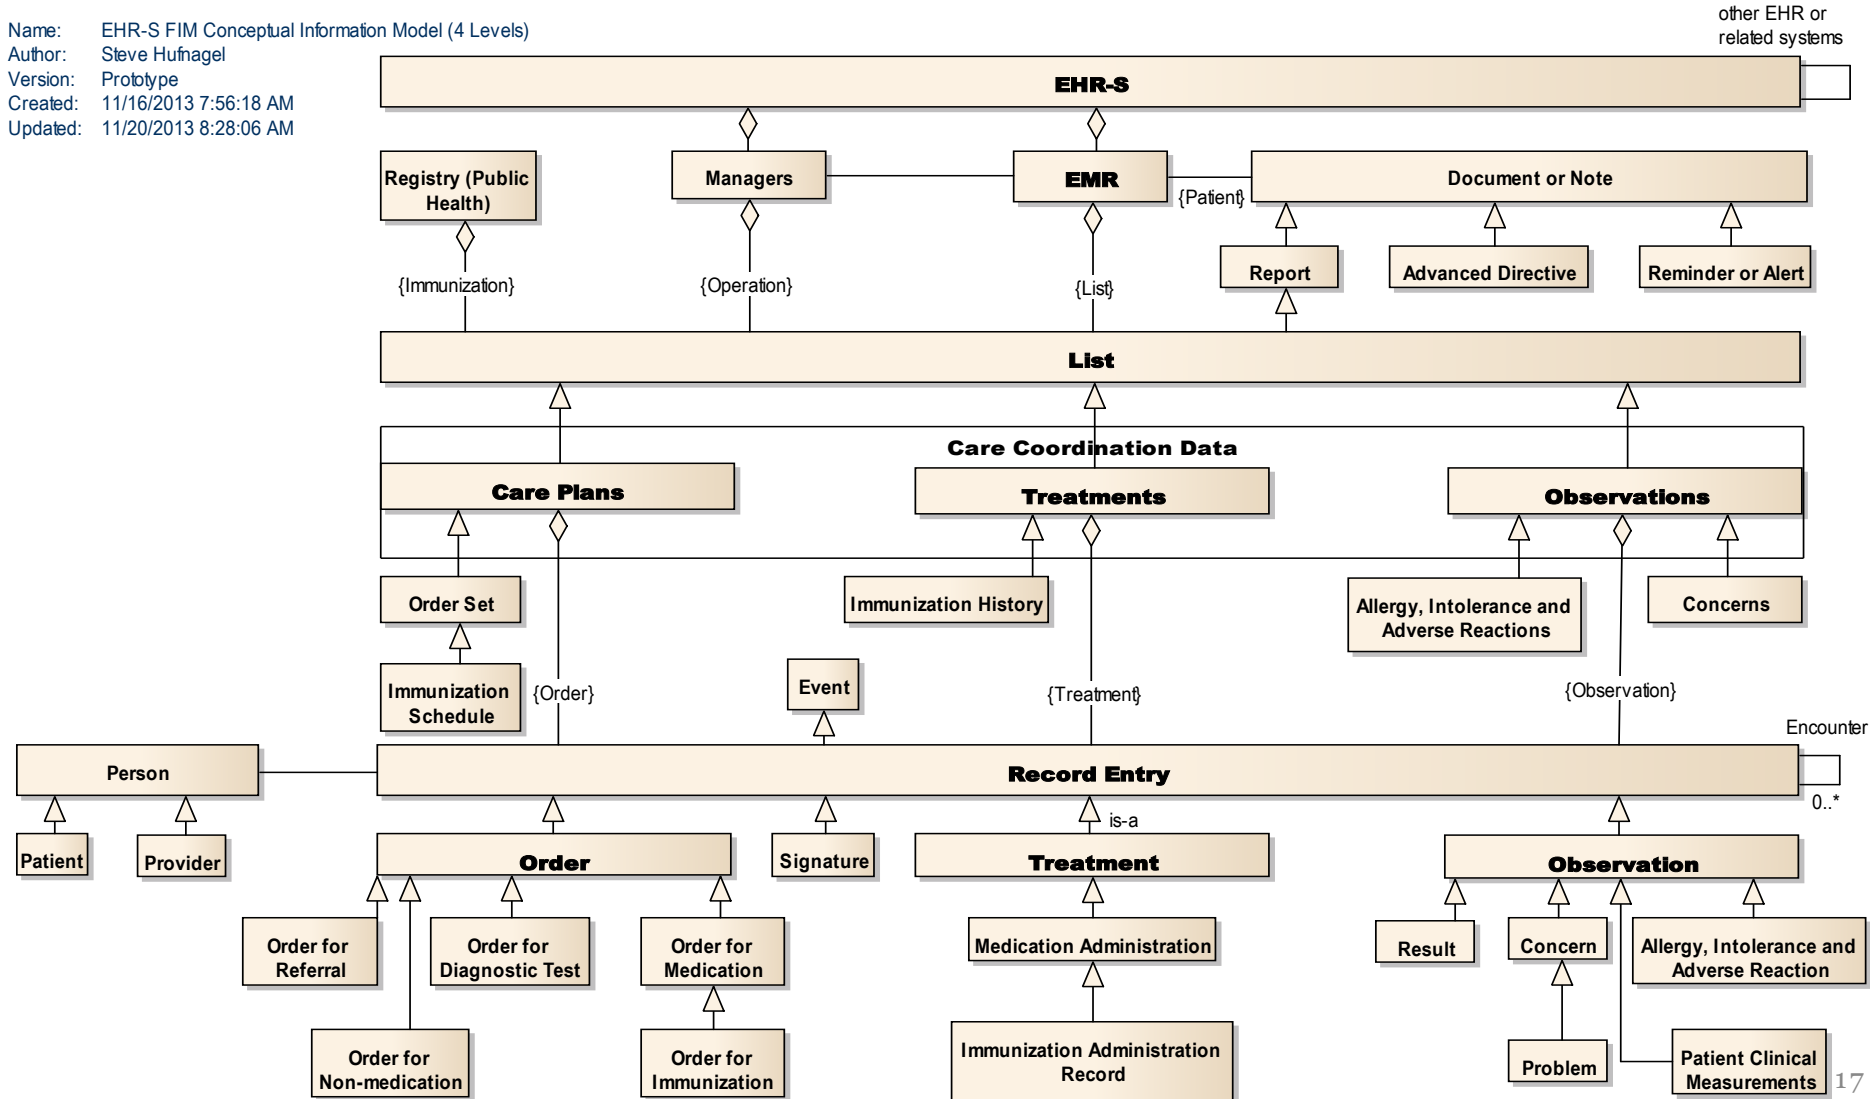 Name: EHR-S FIM Conceptual Information Model (4 Levels)
Author: Steve Hufnagel
Version: Prototype
Created: 11/16/2013 7:56:18 AM
Updated: 11/20/2013 8:28:06 AM
other EHR or
related systems
EHR-S
Registry (Public
Health)
Managers
EMR
{Patient}
Document or Note
Report
Advanced Directive
Reminder or Alert
{Immunization}
{Operation}
{List}
List
Care Coordination Data
Care Plans
Treatments
Observations
Order Set
Immunization History
Allergy, Intolerance and
Adverse Reactions
Concerns
Immunization
Schedule
{Order}
Event
{Treatment}
{Observation}
Encounter
Person
Record Entry
0..*
is-a
Patient
Provider
Order
Signature
Treatment
Observation
Order for
Referral
Order for
Diagnostic Test
Order for
Medication
Medication Administration
Result
Concern
Allergy, Intolerance and
Adverse Reaction
Order for
Non-medication
Order for
Immunization
Immunization Administration
Record
Problem
Patient Clinical
Measurements
17